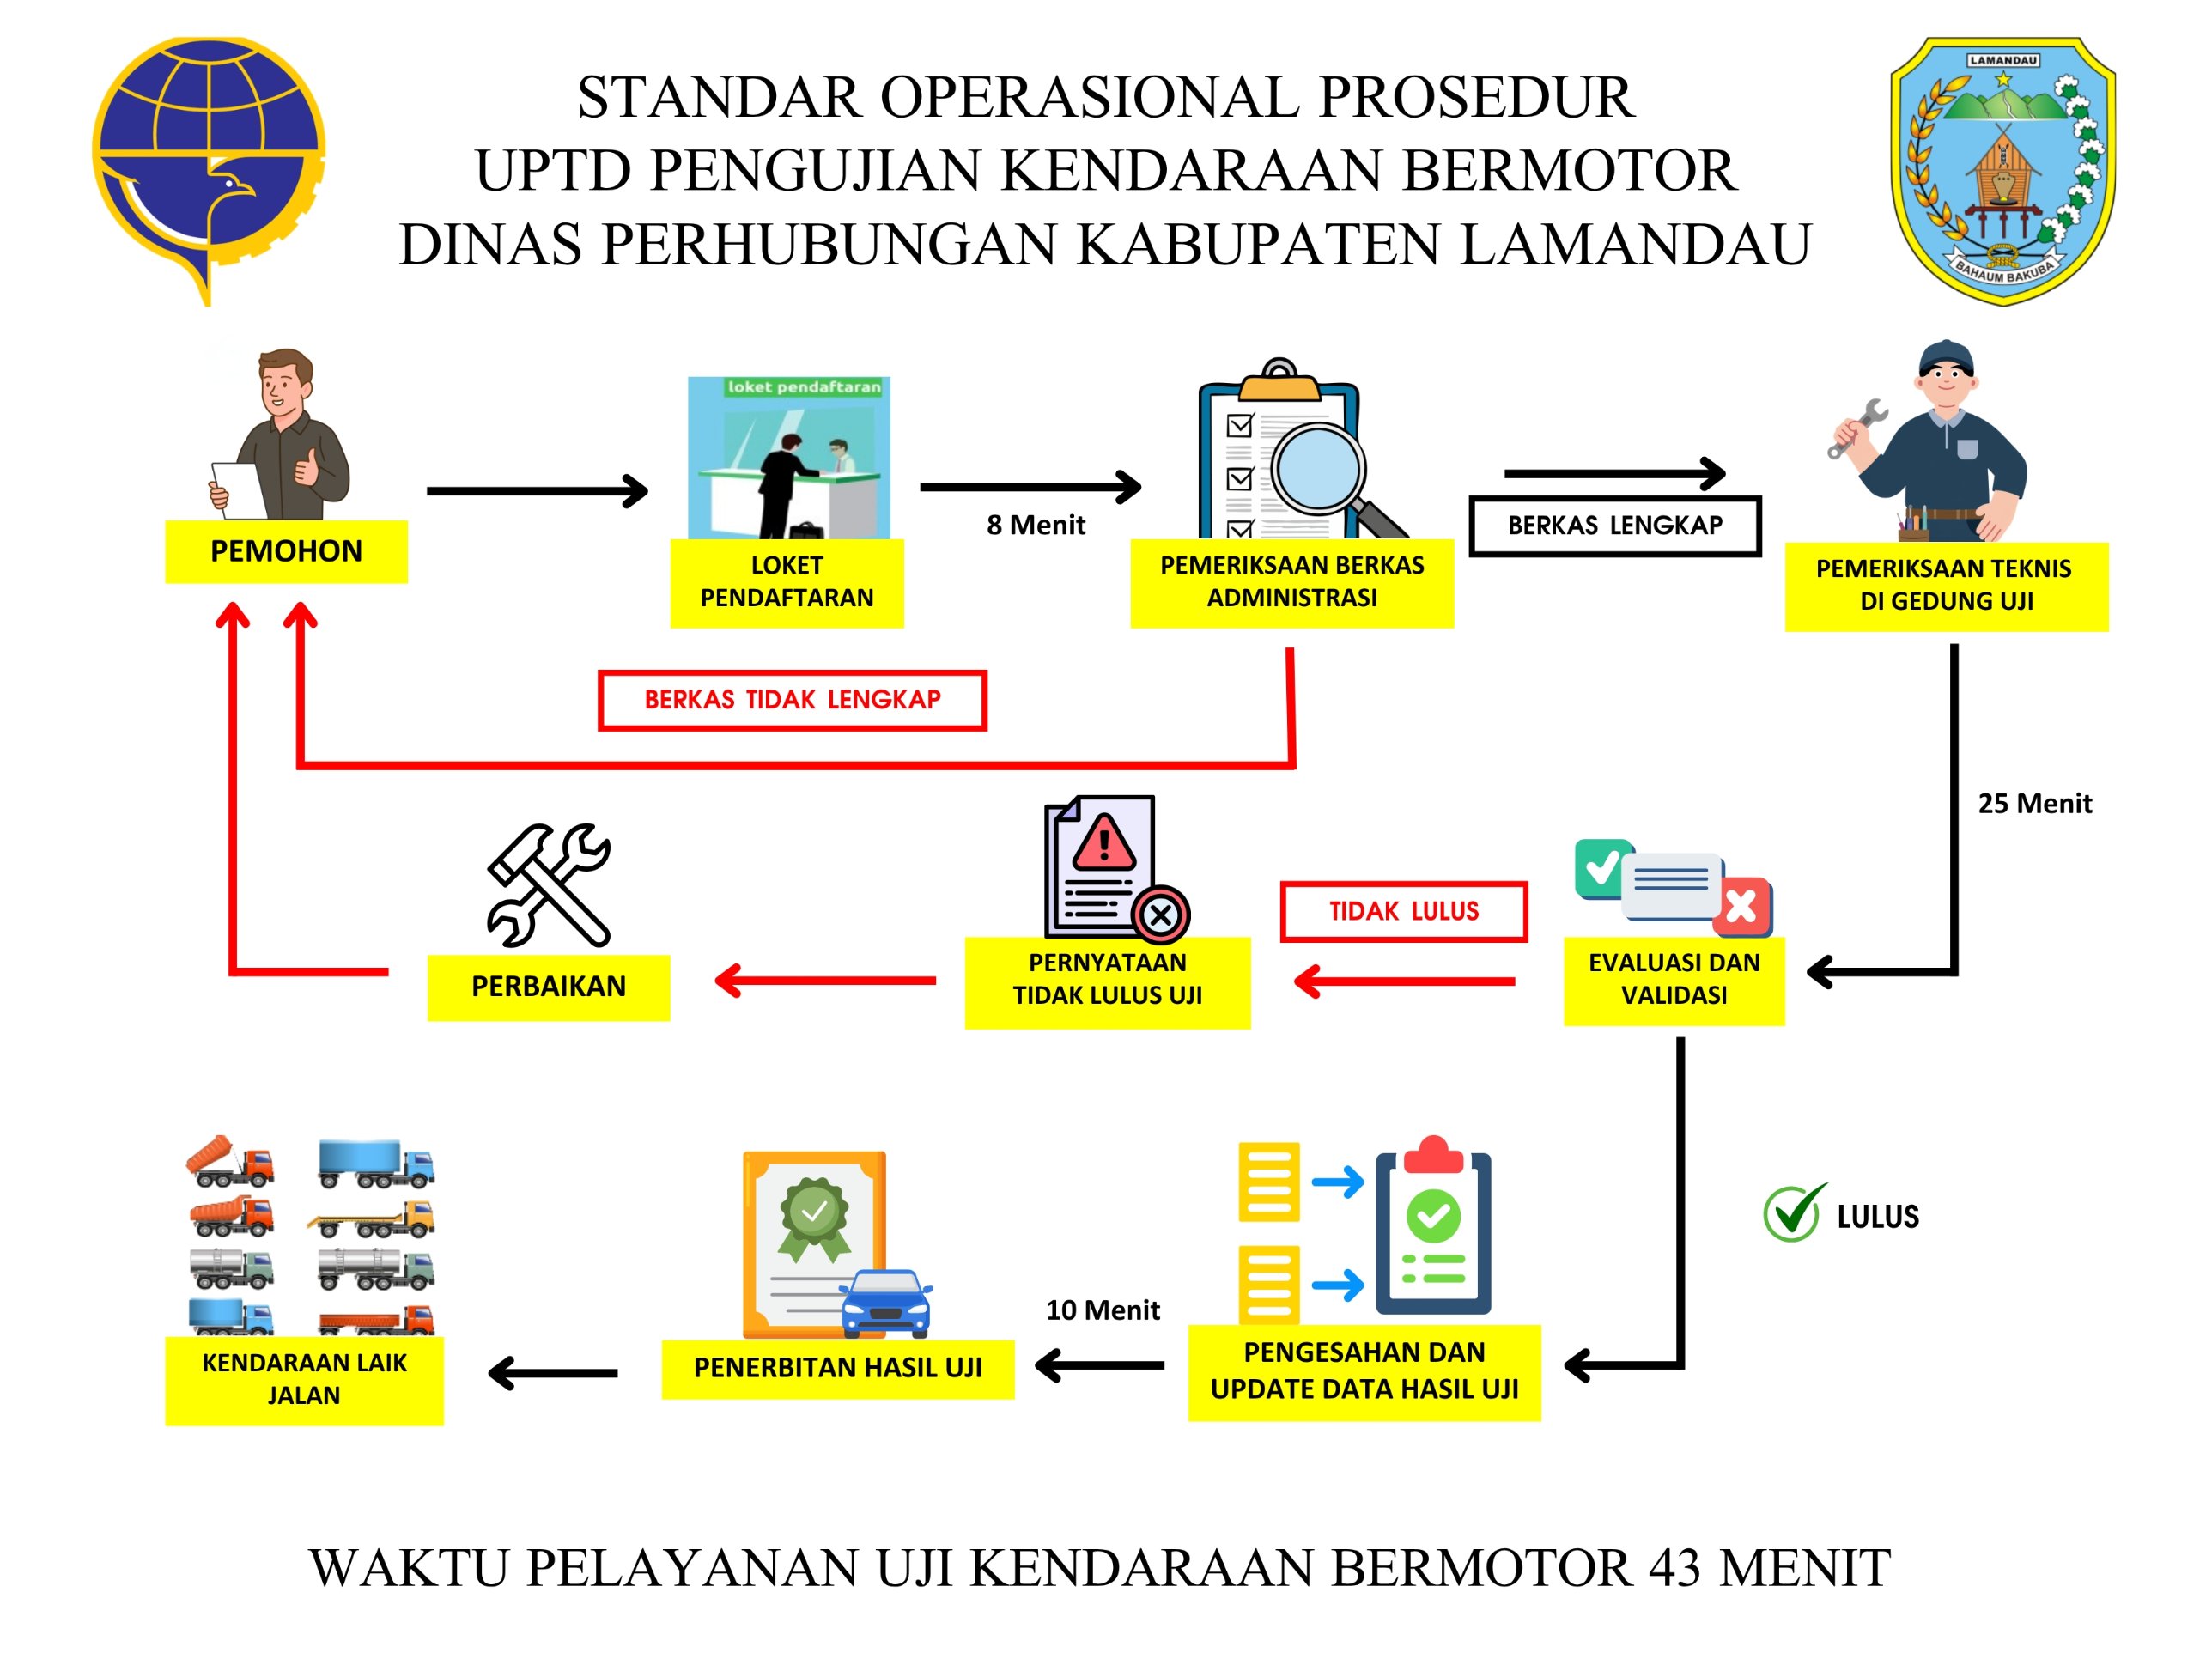 STANDAR OPERASIONAL PROSEDUR
UPTD PENGUJIAN KENDARAAN BERMOTOR
DINAS PERHUBUNGAN KABUPATEN LAMANDAU
LAMANDAU
BAHAUM BAKUBA
loket pendaftaran
PEMOHON
LOKET
PENDAFTARAN
8 Menit
PEMERIKSAAN BERKAS
ADMINISTRASI
BERKAS LENGKAP
PEMERIKSAAN TEKNIS
DI GEDUNG UJI
BERKAS TIDAK LENGKAP
25 Menit
PERBAIKAN
PERNYATAAN
TIDAK LULUS UJI
TIDAK LULUS
EVALUASI DAN
VALIDASI
LULUS
KENDARAAN LAIK
JALAN
PENERBITAN HASIL UJI
10 Menit
PENGESAHAN DAN
UPDATE DATA HASIL UJI
WAKTU PELAYANAN UJI KENDARAAN BERMOTOR 43 MENIT